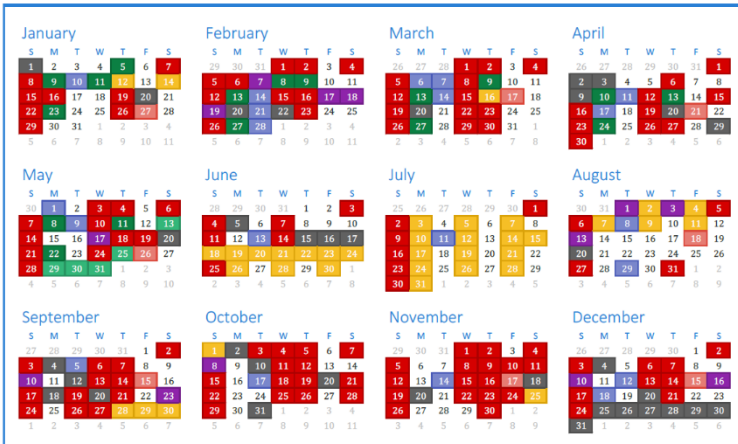 January
S M T W T F S
1 2 3 4 5 6 7
8 9 10 11 12 13 14
15 16 17 18 19 20 21
22 23 24 25 26 27 28
29 30 31 1 2 3 4
5 6 7 8 9 10 11
February
S M T W T F S
29 30 31 1 2 3 4
5 6 7 8 9 10 11
12 13 14 15 16 17 18
19 20 21 22 23 24 25
26 27 28 1 2 3 4
5 6 7 8 9 10 11
March
S M T W T F S
26 27 28 1 2 3 4
5 6 7 8 9 10 11
12 13 14 15 16 17 18
19 20 21 22 23 24 25
26 27 28 29 30 31 1
2 3 4 5 6 7 8
April
S M T W T F S
26 27 28 29 30 31 1
2 3 4 5 6 7 8
9 10 11 12 13 14 15
16 17 18 19 20 21 22
23 24 25 26 27 28 29
30 1 2 3 4 5 6
May
S M T W T F S
30 1 2 3 4 5 6
7 8 9 10 11 12 13
14 15 16 17 18 19 20
21 22 23 24 25 26 27
28 29 30 31 1 2 3
4 5 6 7 8 9 10
June
S M T W T F S
28 29 30 31 1 2 3
4 5 6 7 8 9 10
11 12 13 14 15 16 17
18 19 20 21 22 23 24
25 26 27 28 29 30 1
2 3 4 5 6 7 8
July
S M T W T F S
25 26 27 28 29 30 1
2 3 4 5 6 7 8
9 10 11 12 13 14 15
16 17 18 19 20 21 22
23 24 25 26 27 28 29
30 31 1 2 3 4 5
August
S M T W T F S
30 31 1 2 3 4 5
6 7 8 9 10 11 12
13 14 15 16 17 18 19
20 21 22 23 24 25 26
27 28 29 30 31 1 2
3 4 5 6 7 8 9
September
S M T W T F S
27 28 29 30 31 1 2
3 4 5 6 7 8 9
10 11 12 13 14 15 16
17 18 19 20 21 22 23
24 25 26 27 28 29 30
1 2 3 4 5 6 7
October
S M T W T F S
1 2 3 4 5 6 7
8 9 10 11 12 13 14
15 16 17 18 19 20 21
22 23 24 25 26 27 28
29 30 31 1 2 3 4
5 6 7 8 9 10 11
November
S M T W T F S
29 30 31 1 2 3 4
5 6 7 8 9 10 11
12 13 14 15 16 17 18
19 20 21 22 23 24 25
26 27 28 29 30 1 2
3 4 5 6 7 8 9
December
S M T W T F S
26 27 28 29 30 1 2
3 4 5 6 7 8 9
10 11 12 13 14 15 16
17 18 19 20 21 22 23
24 25 26 27 28 29 30
31 1 2 3 4 5 6